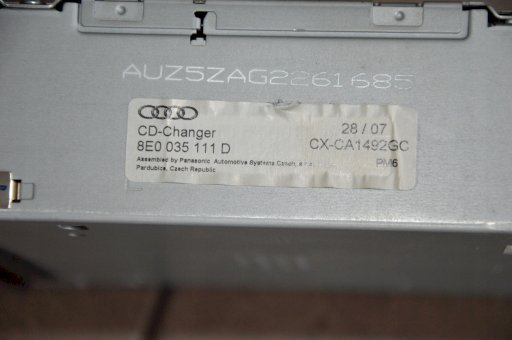 AUZ5ZAG2261685
CD-Changer 28 / 07
8E0 035 111 D CX-CA1492GC
Assembled by Panasonic Automotive Systems Czech, s.r.o. PM6
Pardubice, Czech Republic